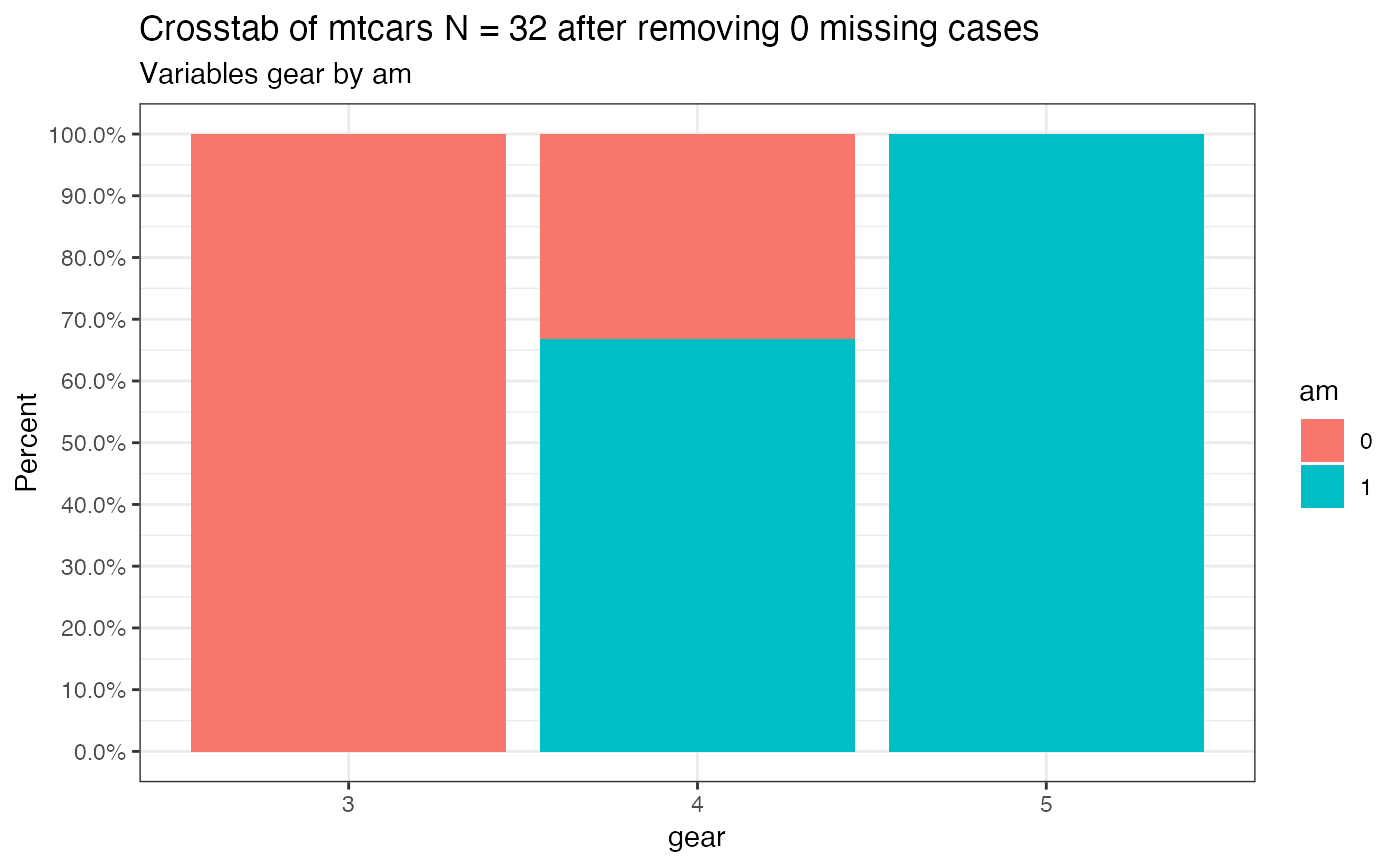 Crosstab of mtcars N = 32 after removing 0 missing cases
Variables gear by am
100.0%
90.0%
80.0%
70.0%
60.0%
50.0%
40.0%
30.0%
20.0%
10.0%
0.0%
Percent
3 4 5
gear
am
0
1